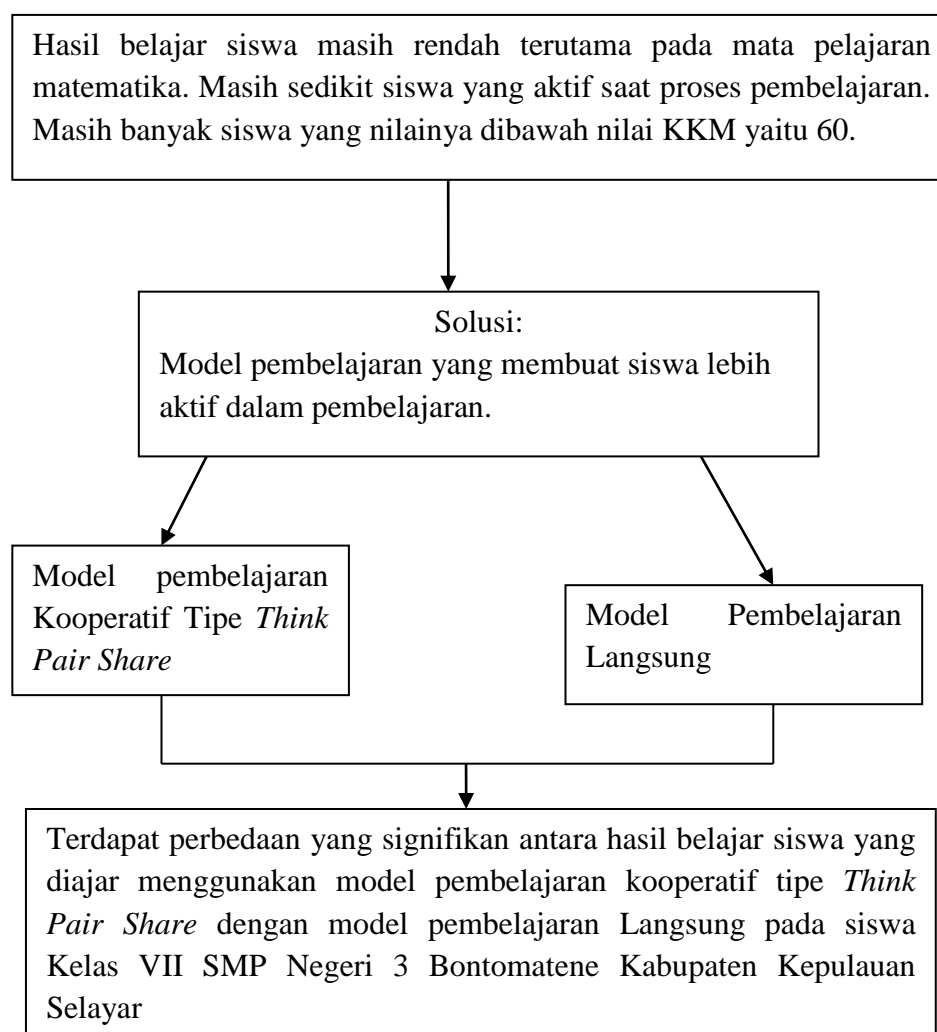 Hasil belajar siswa masih rendah terutama pada mata pelajaran
matematika. Masih sedikit siswa yang aktif saat proses pembelajaran.
Masih banyak siswa yang nilainya dibawah nilai KKM yaitu 60.
Solusi:
Model pembelajaran yang membuat siswa lebih
aktif dalam pembelajaran.
Model pembelajaran
Kooperatif Tipe Think
Pair Share
Model Pembelajaran
Langsung
Terdapat perbedaan yang signifikan antara hasil belajar siswa yang
diajar menggunakan model pembelajaran kooperatif tipe Think
Pair Share dengan model pembelajaran Langsung pada siswa
Kelas VII SMP Negeri 3 Bontomatene Kabupaten Kepulauan
Selayar